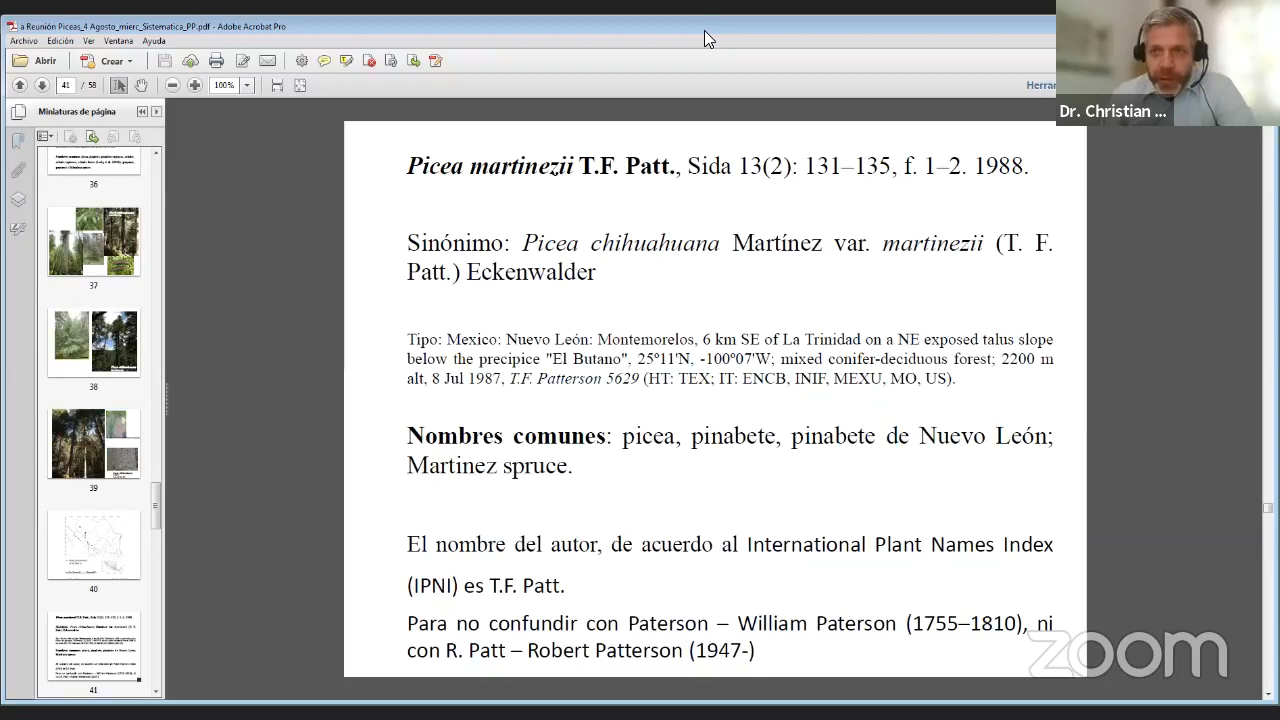 a Reunión Piceas_4 Agosto_mierc_Sistematica_PP.pdf - Adobe Acrobat Pro
Archivo Edición Ver Ventana Ayuda
Abrir Crear
41 / 58 100% Herrar
Dr. Christian ...
Miniaturas de página
36
37
38
39
40
41
Picea martinezii T.F. Patt., Sida 13(2): 131–135, f. 1–2. 1988.
Sinónimo: Picea chihuahuana Martínez var. martinezii (T. F.
Patt.) Eckenwalder
Tipo: Mexico: Nuevo León: Montemorelos, 6 km SE of La Trinidad on a NE exposed talus slope
below the precipice "El Butano", 25º11'N, -100º07'W; mixed conifer-deciduous forest; 2200 m
alt, 8 Jul 1987, T.F. Patterson 5629 (HT: TEX; IT: ENCB, INIF, MEXU, MO, US).
Nombres comunes: picea, pinabete, pinabete de Nuevo León;
Martinez spruce.
El nombre del autor, de acuerdo al International Plant Names Index
(IPNI) es T.F. Patt.
Para no confundir con Paterson – William Paterson (1755–1810), ni
con R. Patt – Robert Patterson (1947-)
zoom